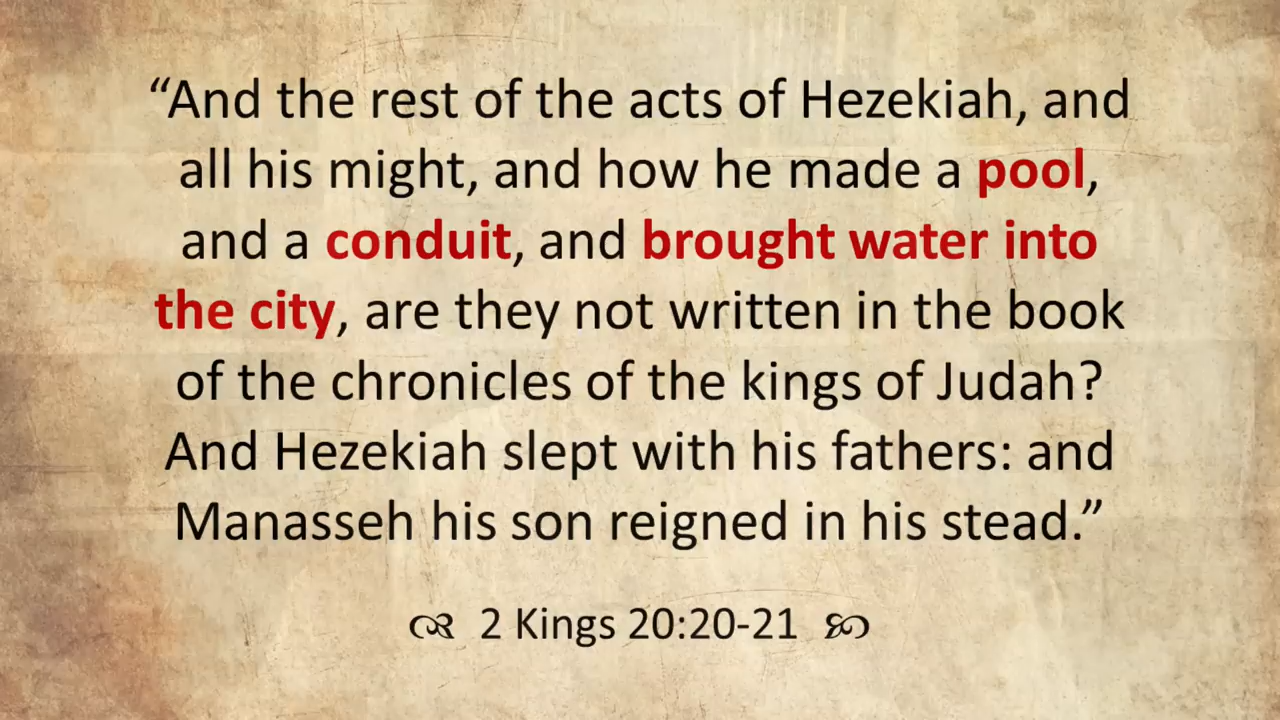 “And the rest of the acts of Hezekiah, and
all his might, and how he made a pool,
and a conduit, and brought water into
the city, are they not written in the book
of the chronicles of the kings of Judah?
And Hezekiah slept with his fathers: and
Manasseh his son reigned in his stead.”
2 Kings 20:20-21